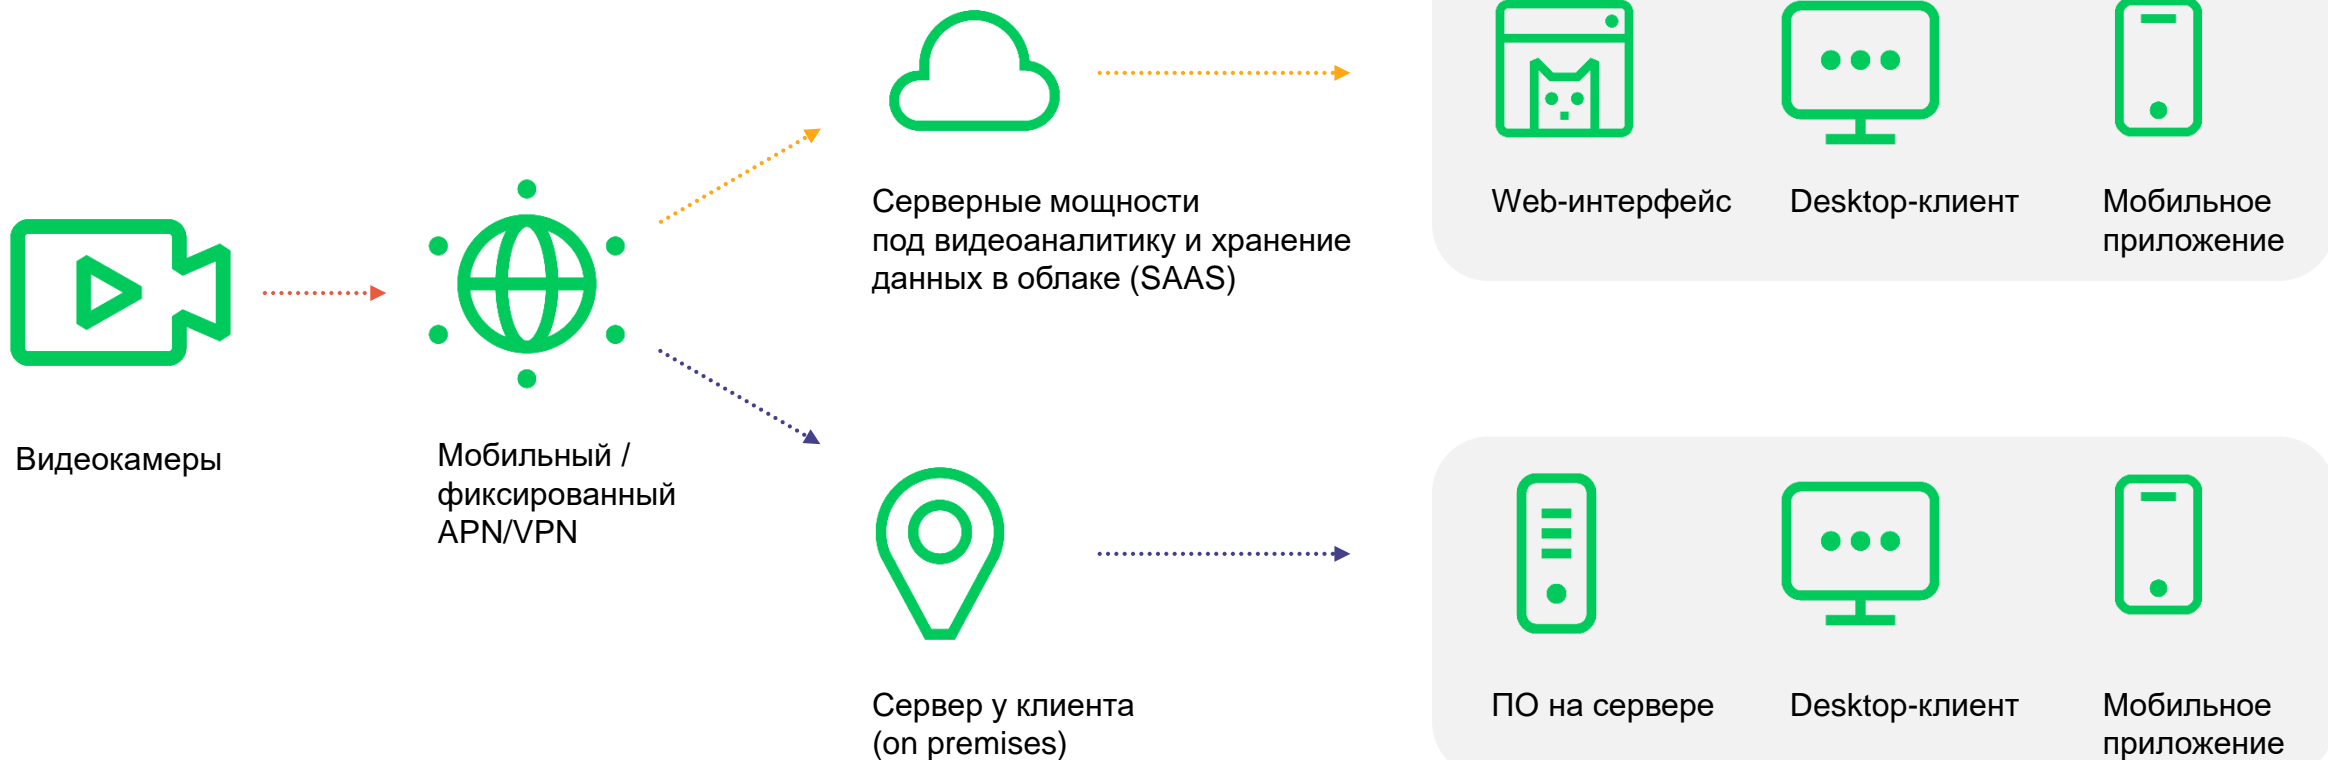 Видеокамеры
Мобильный /
фиксированный
APN/VPN
Серверные мощности
под видеоаналитику и хранение
данных в облаке (SAAS)
Web-интерфейс
Desktop-клиент
Мобильное
приложение
Сервер у клиента
(on premises)
ПО на сервере
Desktop-клиент
Мобильное
приложение